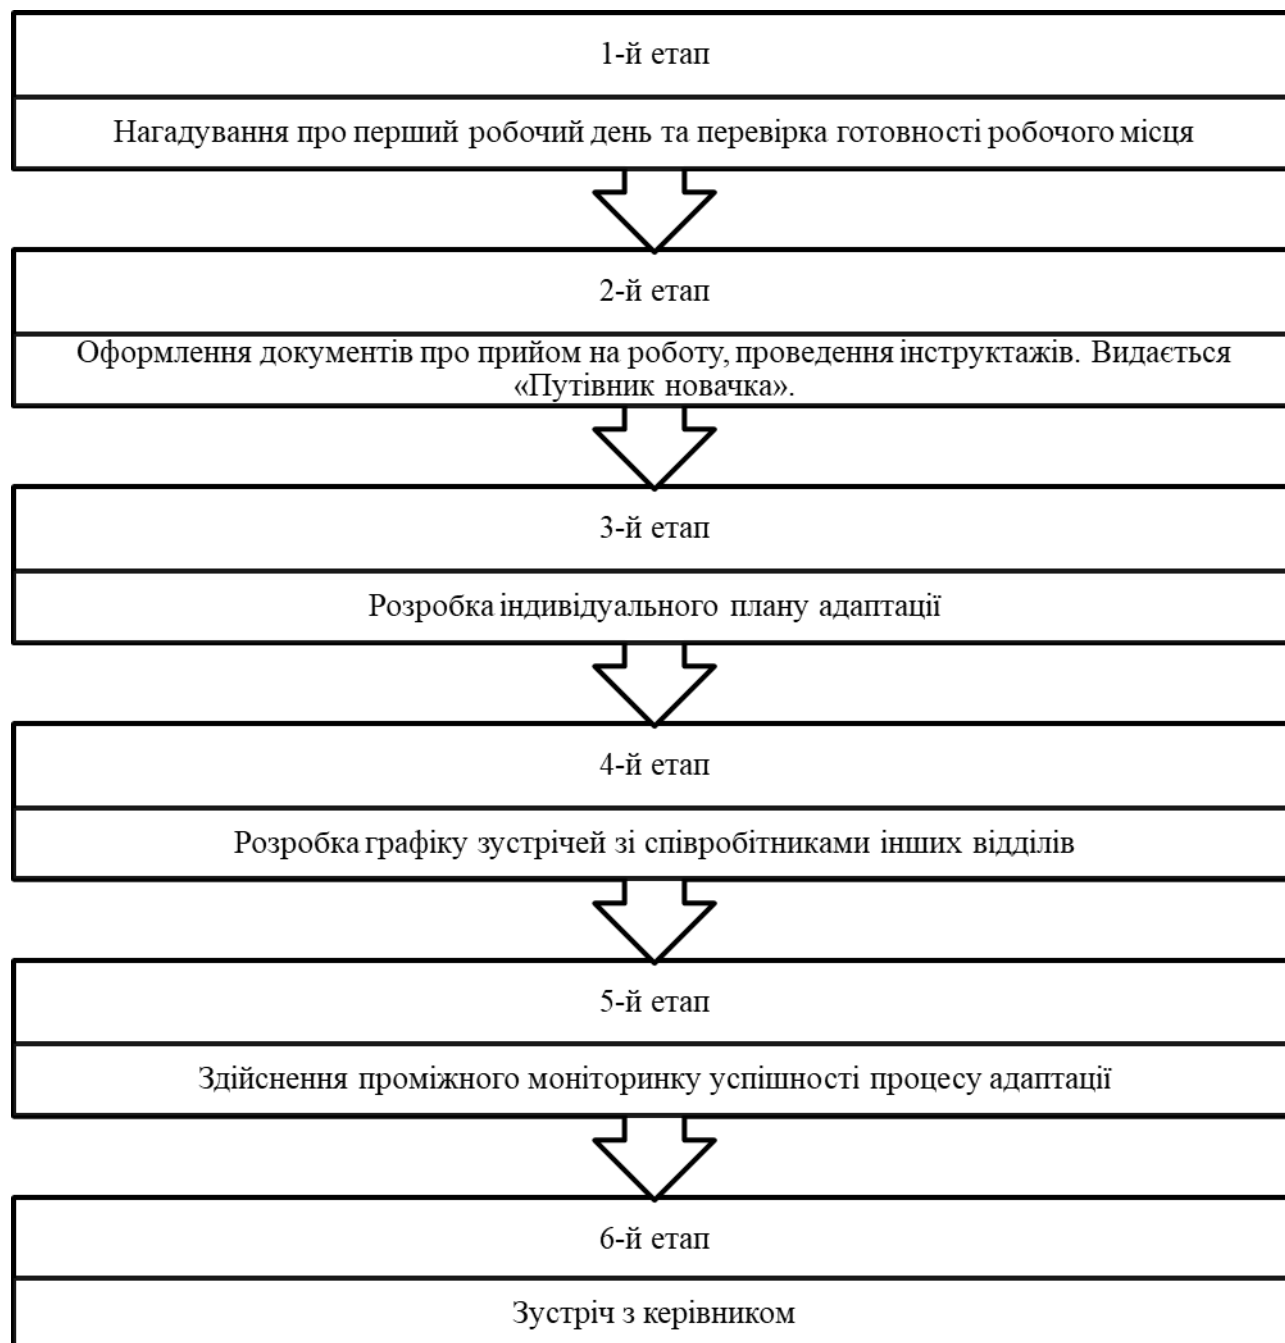 1-й етап
Нагадування про перший робочий день та перевірка готовності робочого місця
2-й етап
Оформлення документів про прийом на роботу, проведення інструктажів. Видається
«Путівник новачка».
3-й етап
Розробка індивідуального плану адаптації
4-й етап
Розробка графіку зустрічей зі співробітниками інших відділів
5-й етап
Здійснення проміжного моніторинку успішності процесу адаптації
6-й етап
Зустріч з керівником